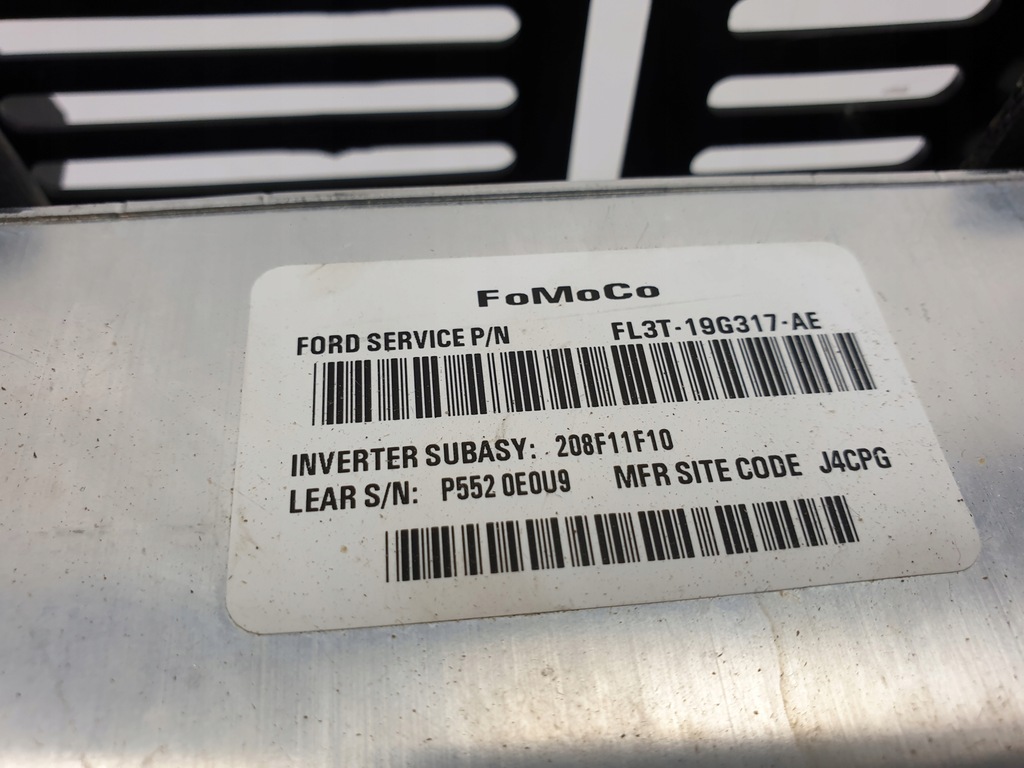 FoMoCo
FORD SERVICE P/N FL3T-19G317-AE
INVERTER SUBASY: 208F11F10
LEAR S/N: P552 0E0U9 MFR SITE CODE J4CPG